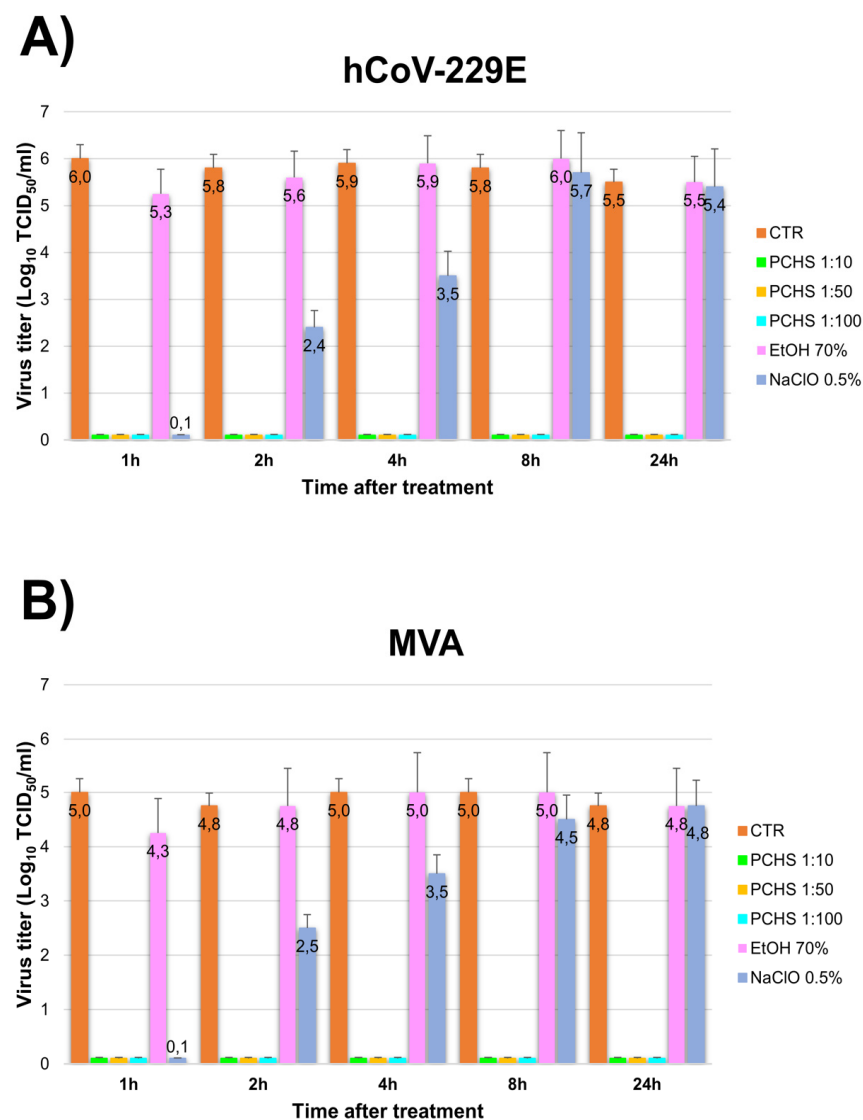 A)
hCoV-229E
Virus titer (Log10 TCID50/ml)
7
6
5
4
3
2
1
0
6,0
5,3
0,1
5,8
5,6
2,4
5,9
5,9
3,5
5,8
6,0
5,7
5,5
5,5
5,4
1h
2h
4h
8h
24h
Time after treatment
CTR
PCHS 1:10
PCHS 1:50
PCHS 1:100
EtOH 70%
NaClO 0.5%
B)
MVA
Virus titer (Log10 TCID50/ml)
7
6
5
4
3
2
1
0
5,0
4,3
0,1
4,8
4,8
2,5
5,0
5,0
3,5
5,0
5,0
4,5
4,8
4,8
4,8
1h
2h
4h
8h
24h
Time after treatment
CTR
PCHS 1:10
PCHS 1:50
PCHS 1:100
EtOH 70%
NaClO 0.5%